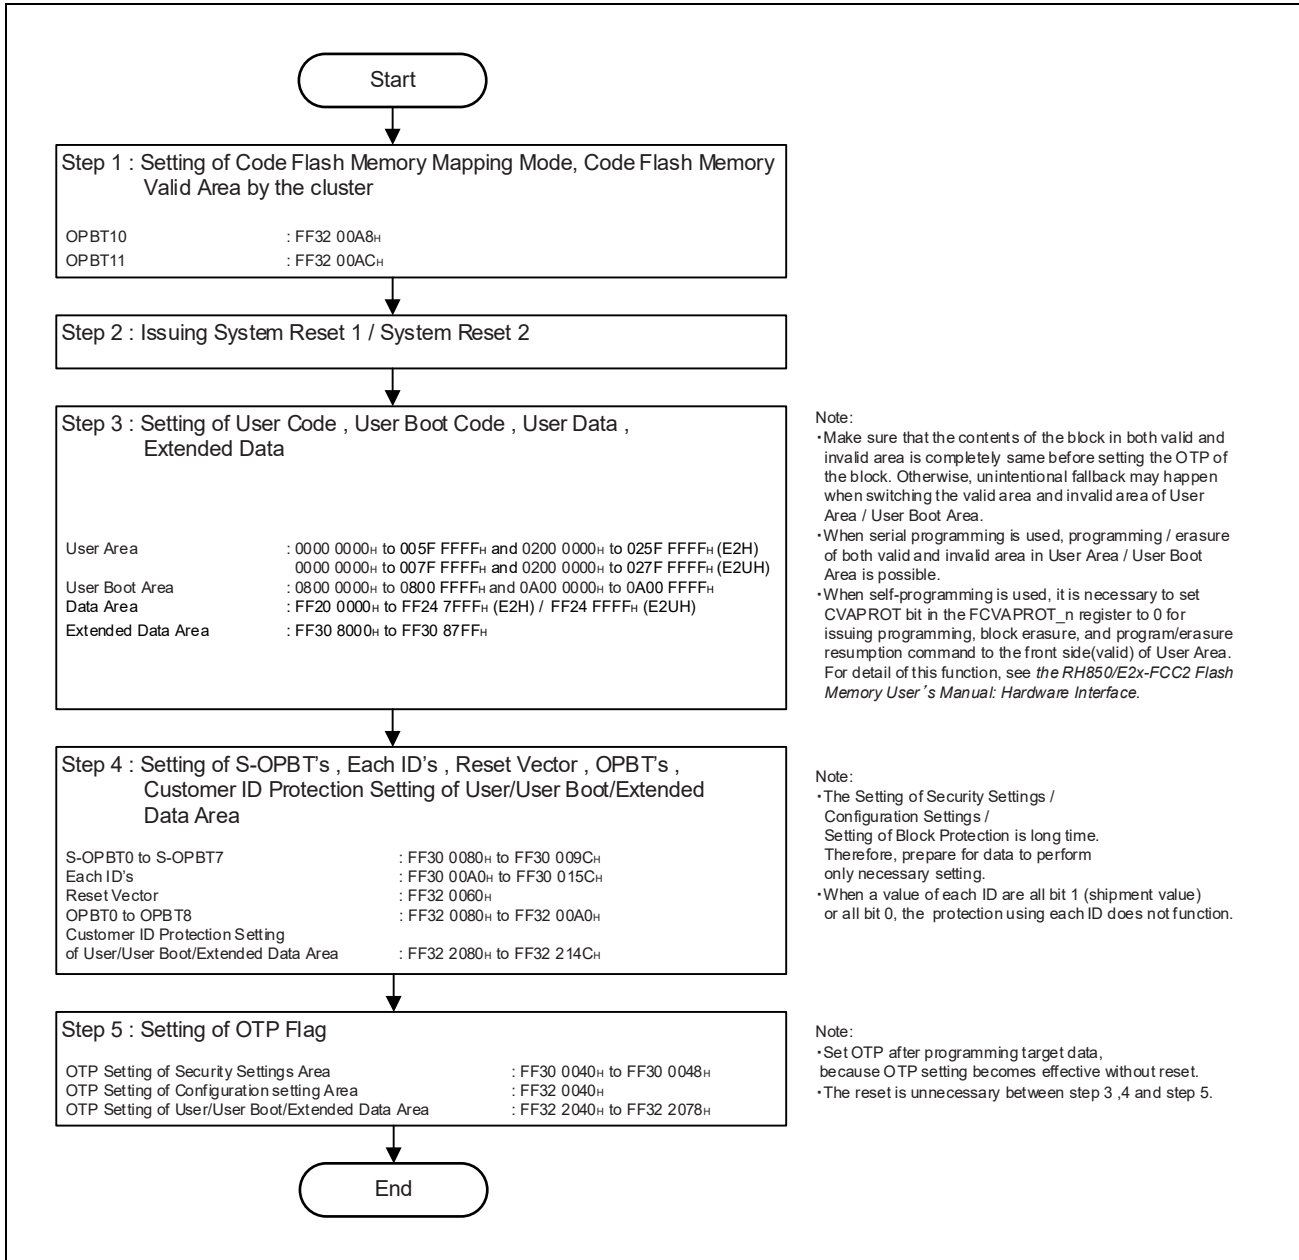 Start
Step 1 : Setting of Code Flash Memory Mapping Mode, Code Flash Memory
Valid Area by the cluster
OPBT10 : FF32 00A8H
OPBT11 : FF32 00ACH
Step 2 : Issuing System Reset 1 / System Reset 2
Step 3 : Setting of User Code , User Boot Code , User Data ,
Extended Data
User Area : 0000 0000H to 005F FFFFH and 0200 0000H to 025F FFFFH (E2H)
0000 0000H to 007F FFFFH and 0200 0000H to 027F FFFFH (E2UH)
User Boot Area : 0800 0000H to 0800 FFFFH and 0A00 0000H to 0A00 FFFFH
Data Area : FF20 0000H to FF24 7FFFH (E2H) / FF24 FFFFH (E2UH)
Extended Data Area : FF30 8000H to FF30 87FFH
Note:
・Make sure that the contents of the block in both valid and
invalid area is completely same before setting the OTP of
the block. Otherwise, unintentional fallback may happen
when switching the valid area and invalid area of User
Area / User Boot Area.
・When serial programming is used, programming / erasure
of both valid and invalid area in User Area / User Boot
Area is possible.
・When self-programming is used, it is necessary to set
CVAPROT bit in the FCVAPROT_n register to 0 for
issuing programming, block erasure, and program/erasure
resumption command to the front side(valid) of User Area.
For detail of this function, see the RH850/E2x-FCC2 Flash
Memory User's Manual: Hardware Interface.
Step 4 : Setting of S-OPBT's , Each ID's , Reset Vector , OPBT's ,
Customer ID Protection Setting of User/User Boot/Extended
Data Area
S-OPBT0 to S-OPBT7 : FF30 0080H to FF30 009CH
Each ID's : FF30 00A0H to FF30 015CH
Reset Vector : FF32 0060H
OPBT0 to OPBT8 : FF32 0080H to FF32 00A0H
Customer ID Protection Setting
of User/User Boot/Extended Data Area : FF32 2080H to FF32 214CH
Note:
・The Setting of Security Settings /
Configuration Settings /
Setting of Block Protection is long time.
Therefore, prepare for data to perform
only necessary setting.
・When a value of each ID are all bit 1 (shipment value)
or all bit 0, the protection using each ID does not function.
Step 5 : Setting of OTP Flag
OTP Setting of Security Settings Area : FF30 0040H to FF30 0048H
OTP Setting of Configuration setting Area : FF32 0040H
OTP Setting of User/User Boot/Extended Data Area : FF32 2040H to FF32 2078H
Note:
・Set OTP after programming target data,
because OTP setting becomes effective without reset.
・The reset is unnecessary between step 3 ,4 and step 5.
End